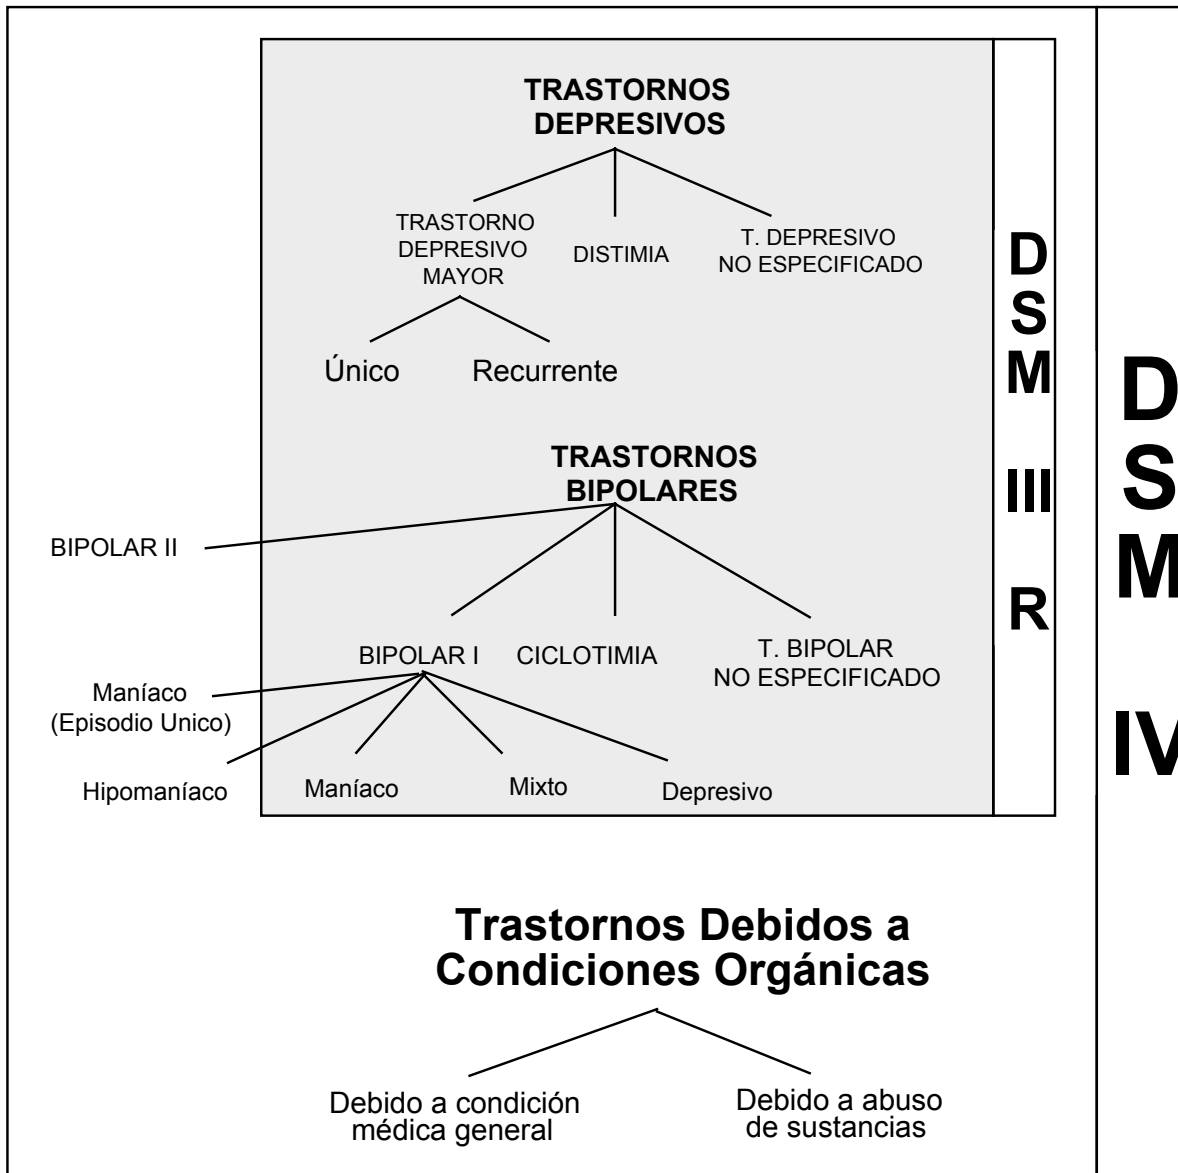 TRASTORNOS
DEPRESIVOS
TRASTORNO
DEPRESIVO
MAYOR
DISTIMIA
T. DEPRESIVO
NO ESPECIFICADO
Único
Recurrente
TRASTORNOS
BIPOLARES
BIPOLAR II
BIPOLAR I
CICLOTIMIA
T. BIPOLAR
NO ESPECIFICADO
Maníaco
(Episodio Unico)
Hipomaníaco
Maníaco
Mixto
Depresivo
D
S
M
III
R
D
S
M
IV
Trastornos Debidos a
Condiciones Orgánicas
Debido a condición
médica general
Debido a abuso
de sustancias